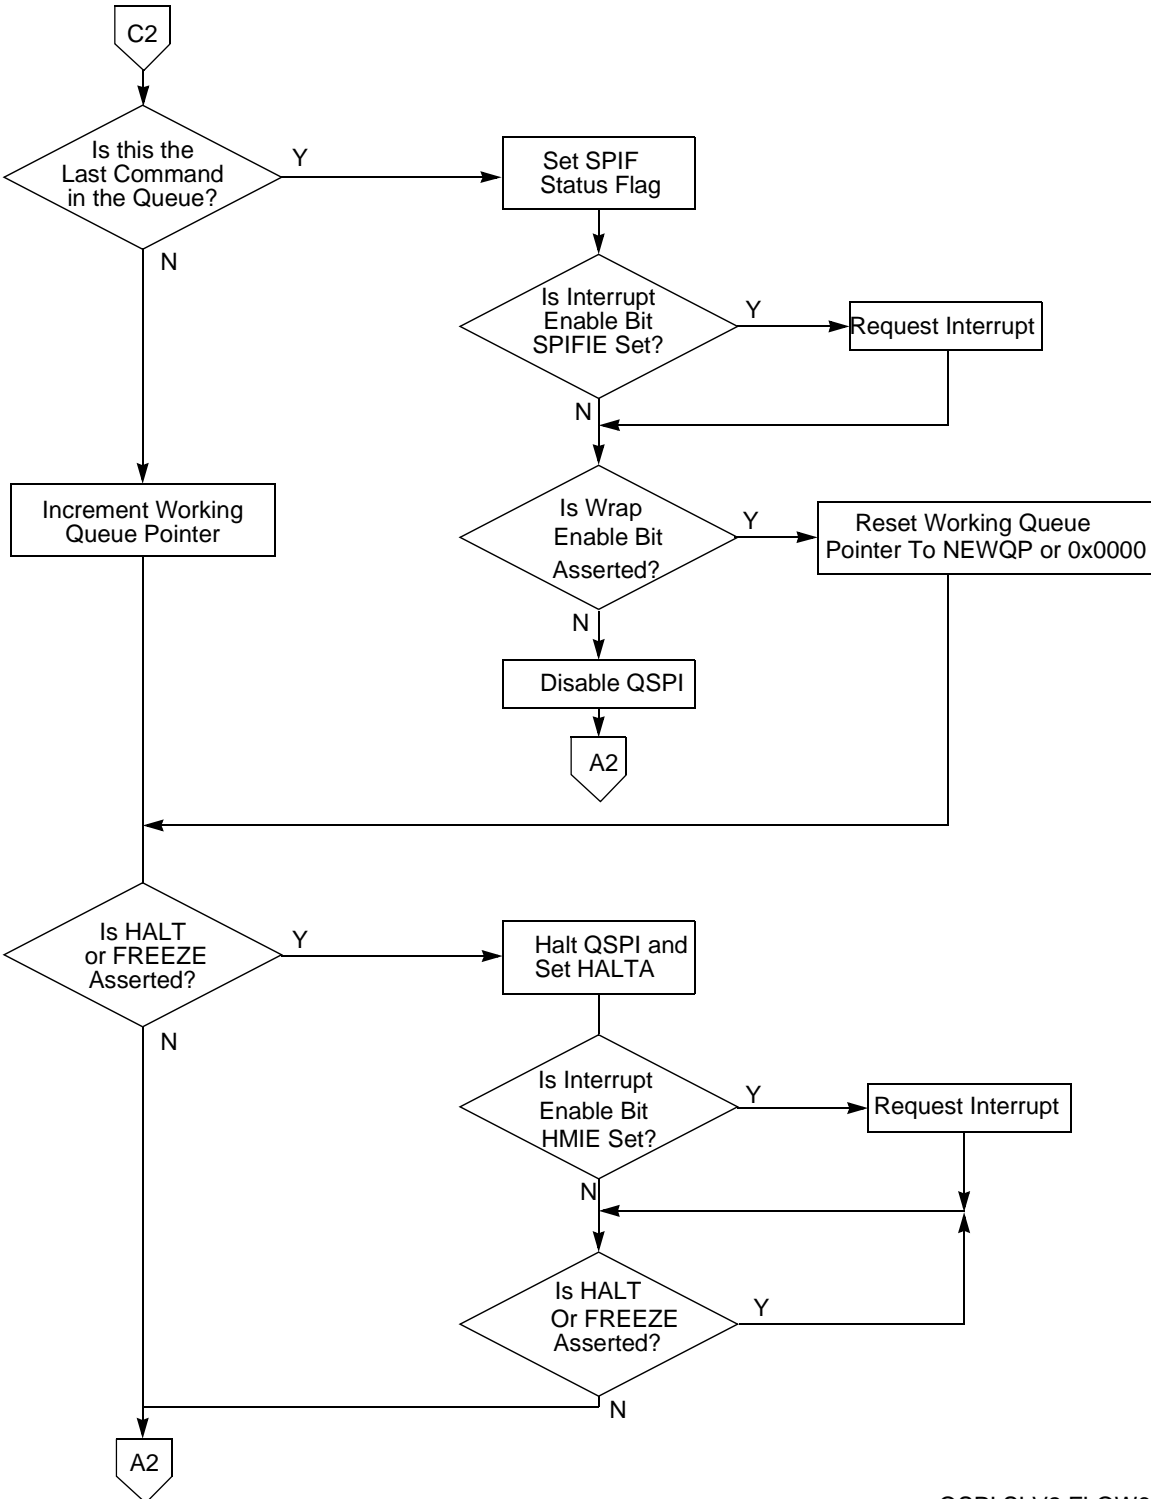 C2
Is this the
Last Command
in the Queue?
Y
N
Set SPIF
Status Flag
Is Interrupt
Enable Bit
SPIFIE Set?
Y
Request Interrupt
N
Increment Working
Queue Pointer
Is Wrap
Enable Bit
Asserted?
Y
Reset Working Queue
Pointer To NEWQP or 0x0000
N
Disable QSPI
A2
Is HALT
or FREEZE
Asserted?
Y
N
Halt QSPI and
Set HALTA
Is Interrupt
Enable Bit
HMIE Set?
Y
Request Interrupt
N
Is HALT
Or FREEZE
Asserted?
Y
N
A2